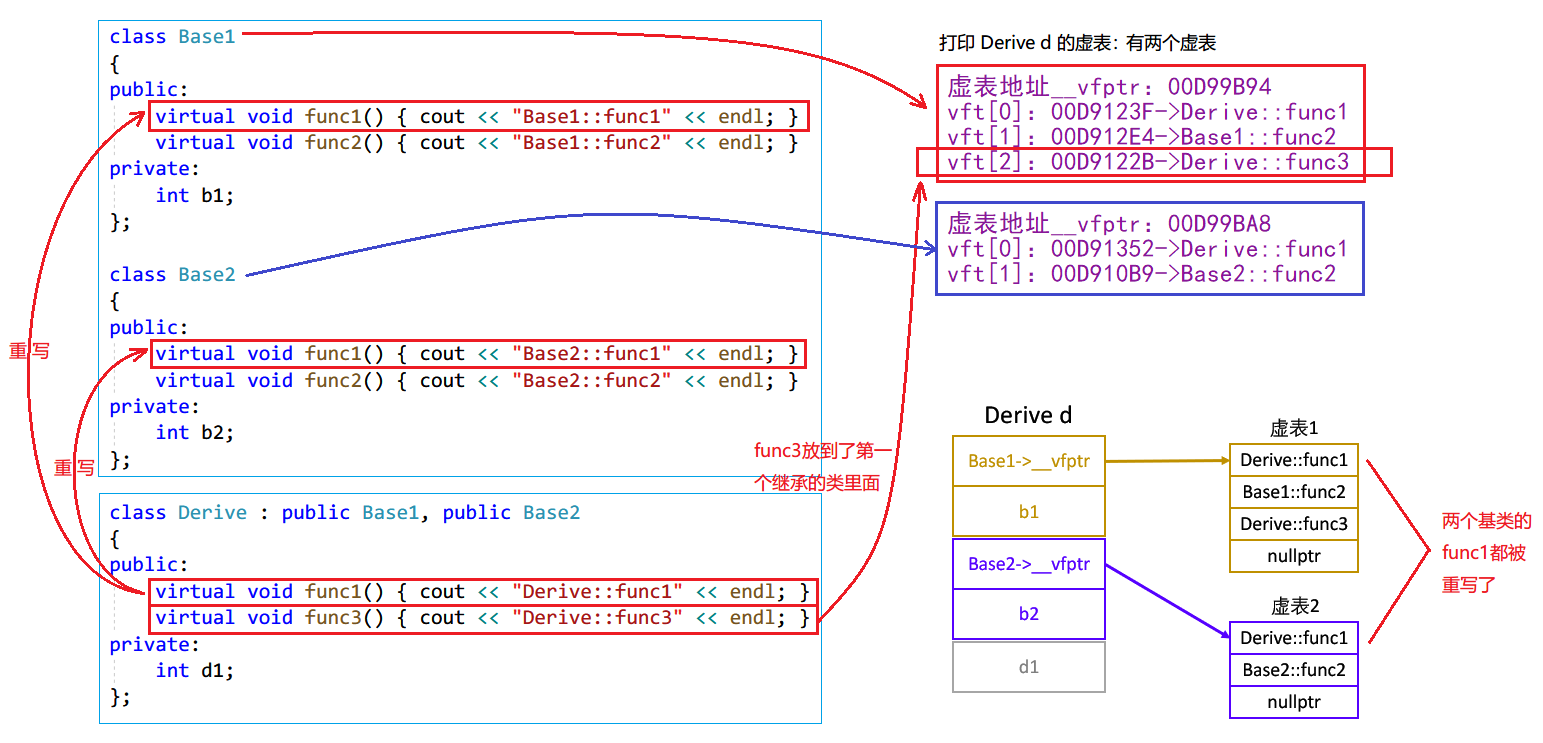 class Base1
{
public:
virtual void func1() { cout << "Base1::func1" << endl; }
virtual void func2() { cout << "Base1::func2" << endl; }
private:
int b1;
};
class Base2
{
public:
virtual void func1() { cout << "Base2::func1" << endl; }
virtual void func2() { cout << "Base2::func2" << endl; }
private:
int b2;
};
重写
重写
class Derive : public Base1, public Base2
{
public:
virtual void func1() { cout << "Derive::func1" << endl; }
virtual void func3() { cout << "Derive::func3" << endl; }
private:
int d1;
};
func3放到了第一
个继承的类里面
打印 Derive d 的虚表：有两个虚表
虚表地址__vfptr：00D99B94
vft[0]：00D9123F->Derive::func1
vft[1]：00D912E4->Base1::func2
vft[2]：00D9122B->Derive::func3
虚表地址__vfptr：00D99BA8
vft[0]：00D91352->Derive::func1
vft[1]：00D910B9->Base2::func2
Derive d
Base1->__vfptr
b1
Base2->__vfptr
b2
d1
虚表1
Derive::func1
Base1::func2
Derive::func3
nullptr
虚表2
Derive::func1
Base2::func2
nullptr
两个基类的
func1都被
重写了